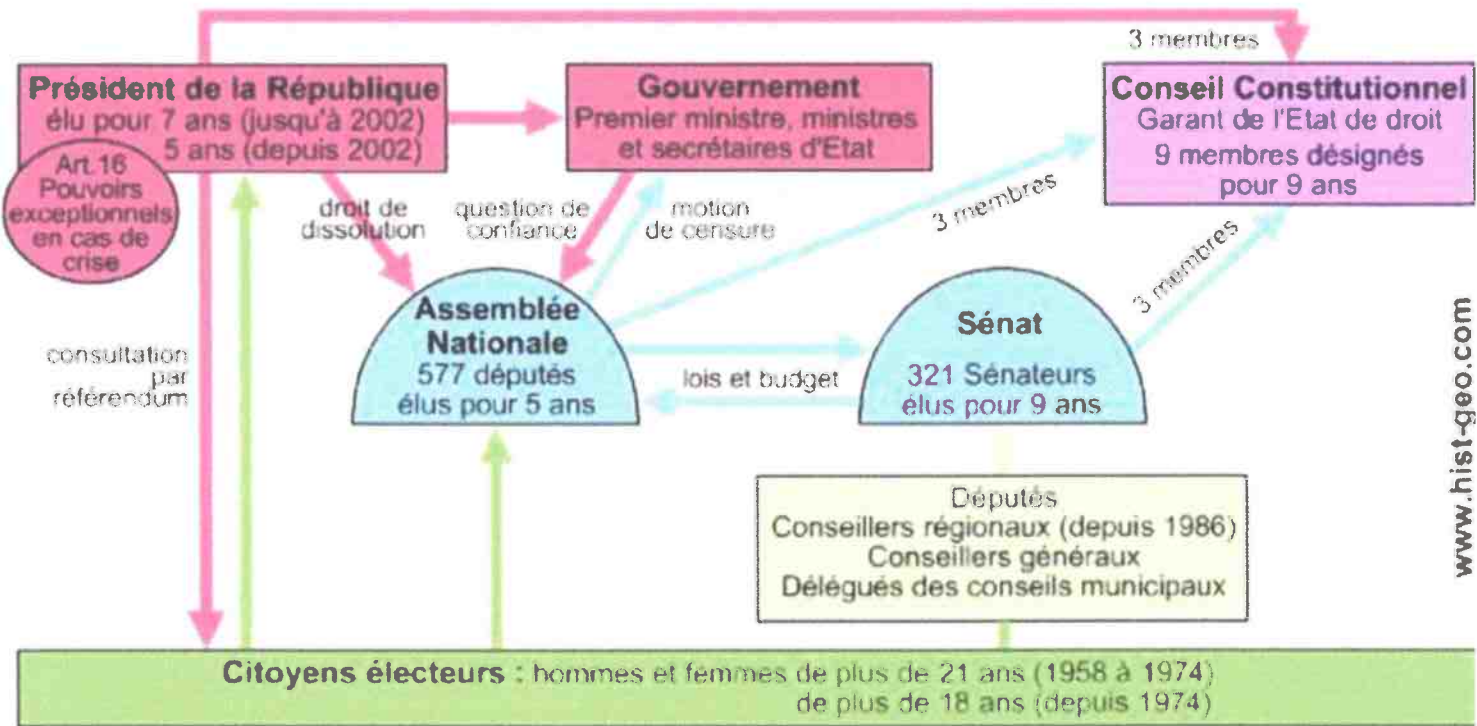 3 membres
Président de la République
élu pour 7 ans (jusqu'à 2002)
5 ans (depuis 2002)
Art. 16
Pouvoirs
exceptionnels
en cas de
crise
Gouvernement
Premier ministre, ministres
et secrétaires d'Etat
Conseil Constitutionnel
Garant de l'Etat de droit
9 membres désignés
pour 9 ans
droit de
dissolution
question de
confiance
motion
de censure
3 membres
3 membres
Assemblée
Nationale
577 députés
élus pour 5 ans
Sénat
321 Sénateurs
élus pour 9 ans
consultation
par
référendum
lois et budget
Députés
Conseillers régionaux (depuis 1986)
Conseillers généraux
Délégués des conseils municipaux
www.hist-geo.com
Citoyens électeurs : hommes et femmes de plus de 21 ans (1958 à 1974)
de plus de 18 ans (depuis 1974)